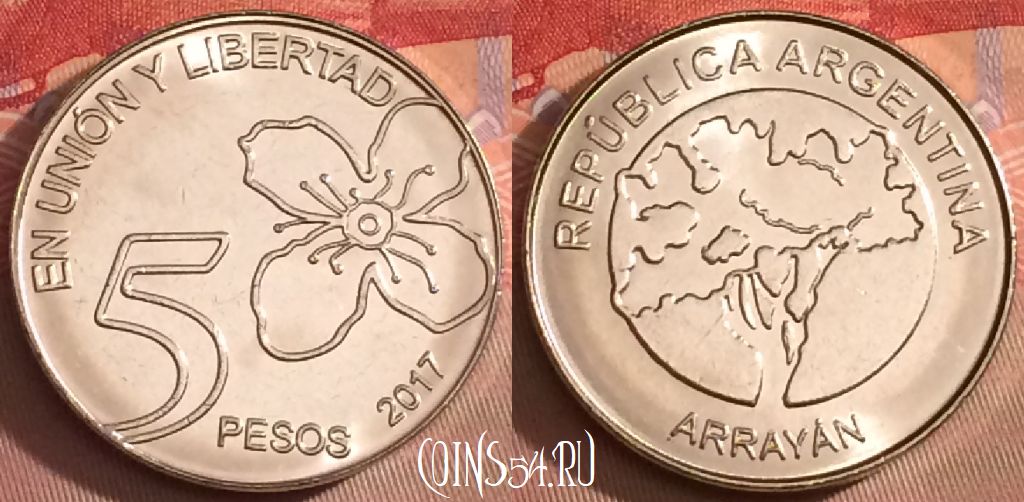 EN UNIÓN Y LIBERTAD
5
PESOS 2017
REPÚBLICA ARGENTINA
ARRAYÁN
COINS54.RU